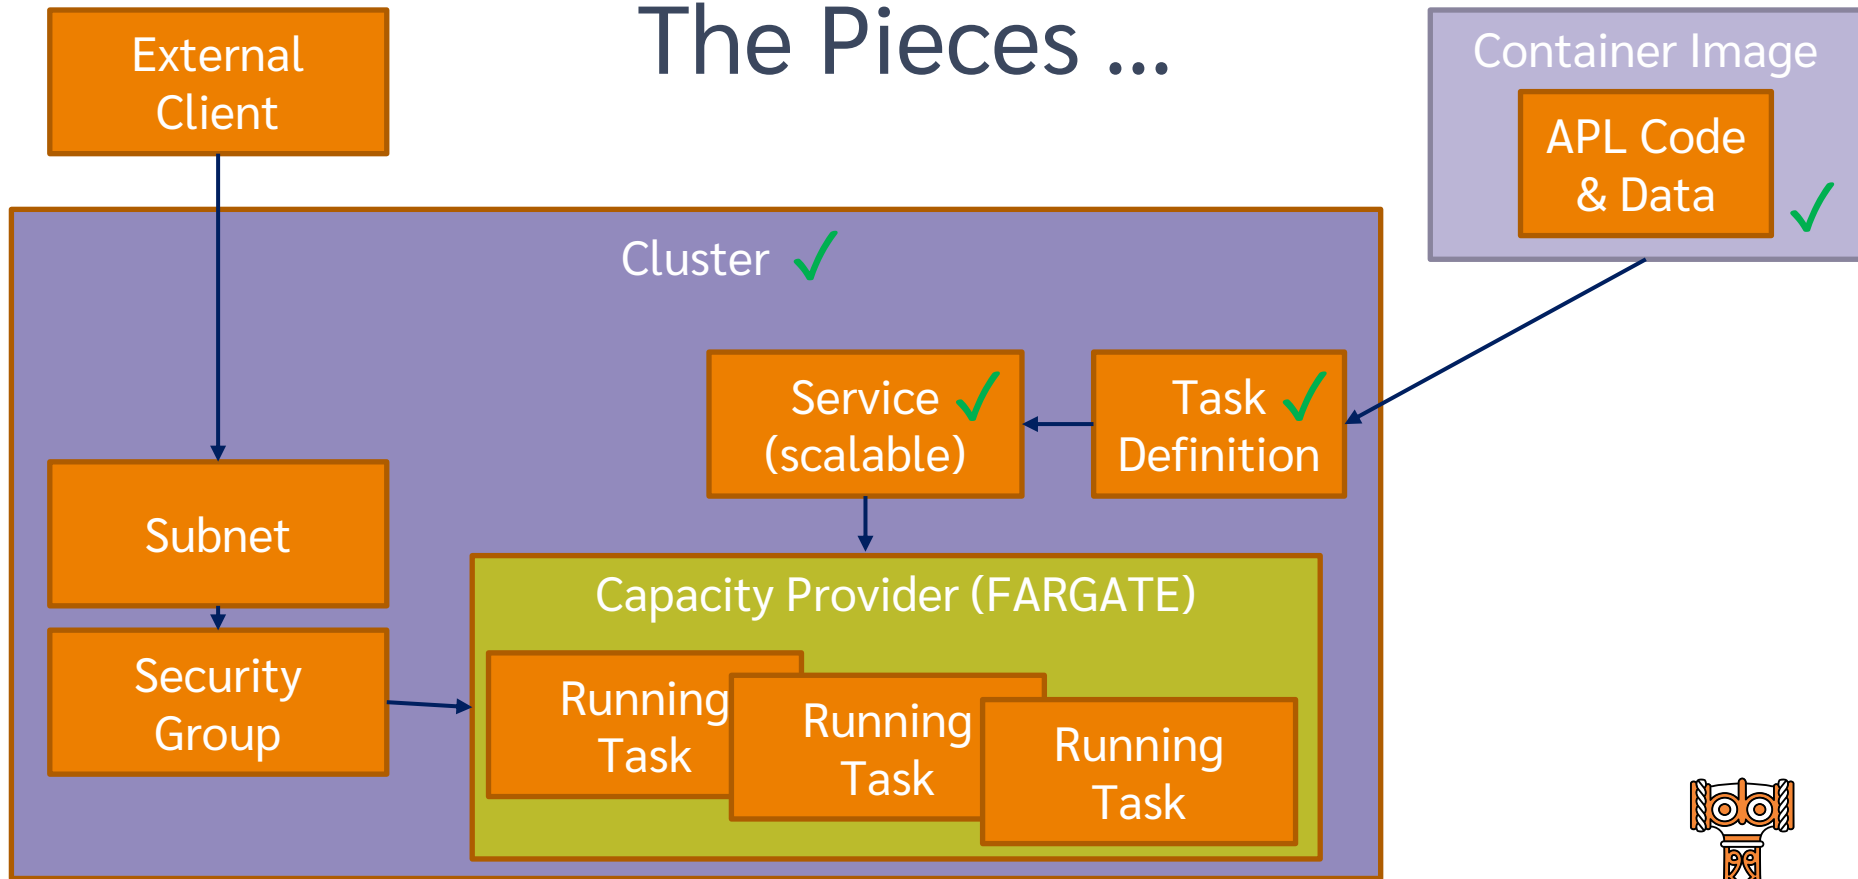 The Pieces ...
External
Client
Container Image
APL Code
& Data
Cluster
Service
(scalable)
Task
Definition
Subnet
Security
Group
Capacity Provider (FARGATE)
Running
Task
Running
Task
Running
Task